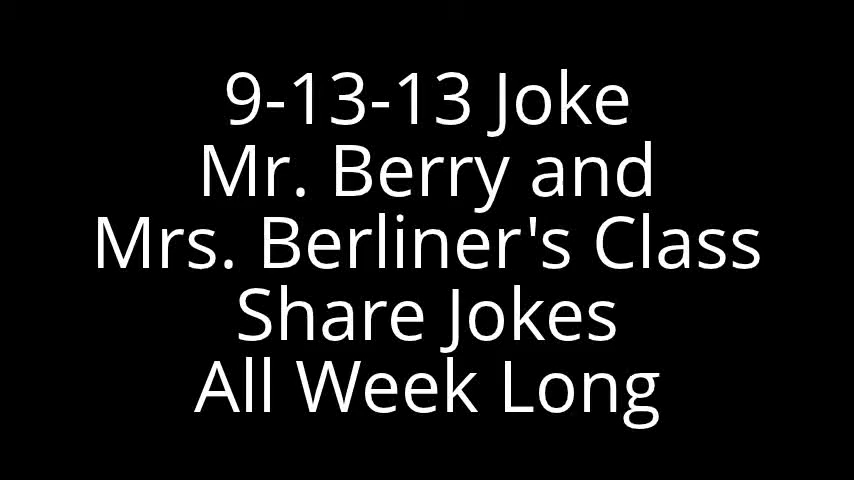 9-13-13 Joke
Mr. Berry and
Mrs. Berliner's Class
Share Jokes
All Week Long